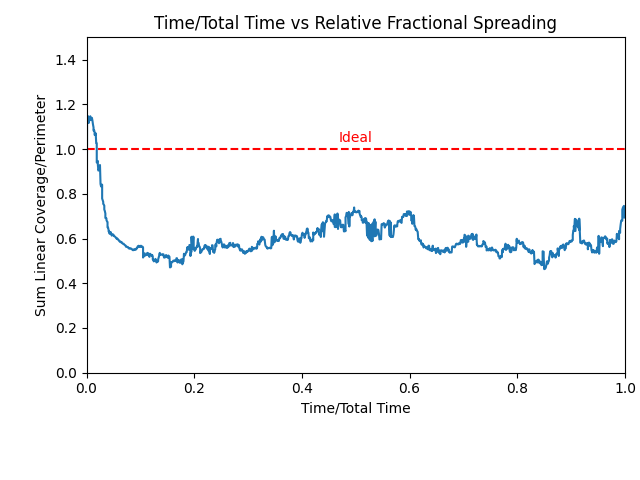 Time/Total Time vs Relative Fractional Spreading
Sum Linear Coverage/Perimeter
1.4
1.2
1.0
0.8
0.6
0.4
0.2
0.0
Ideal
0.0 0.2 0.4 0.6 0.8 1.0
Time/Total Time